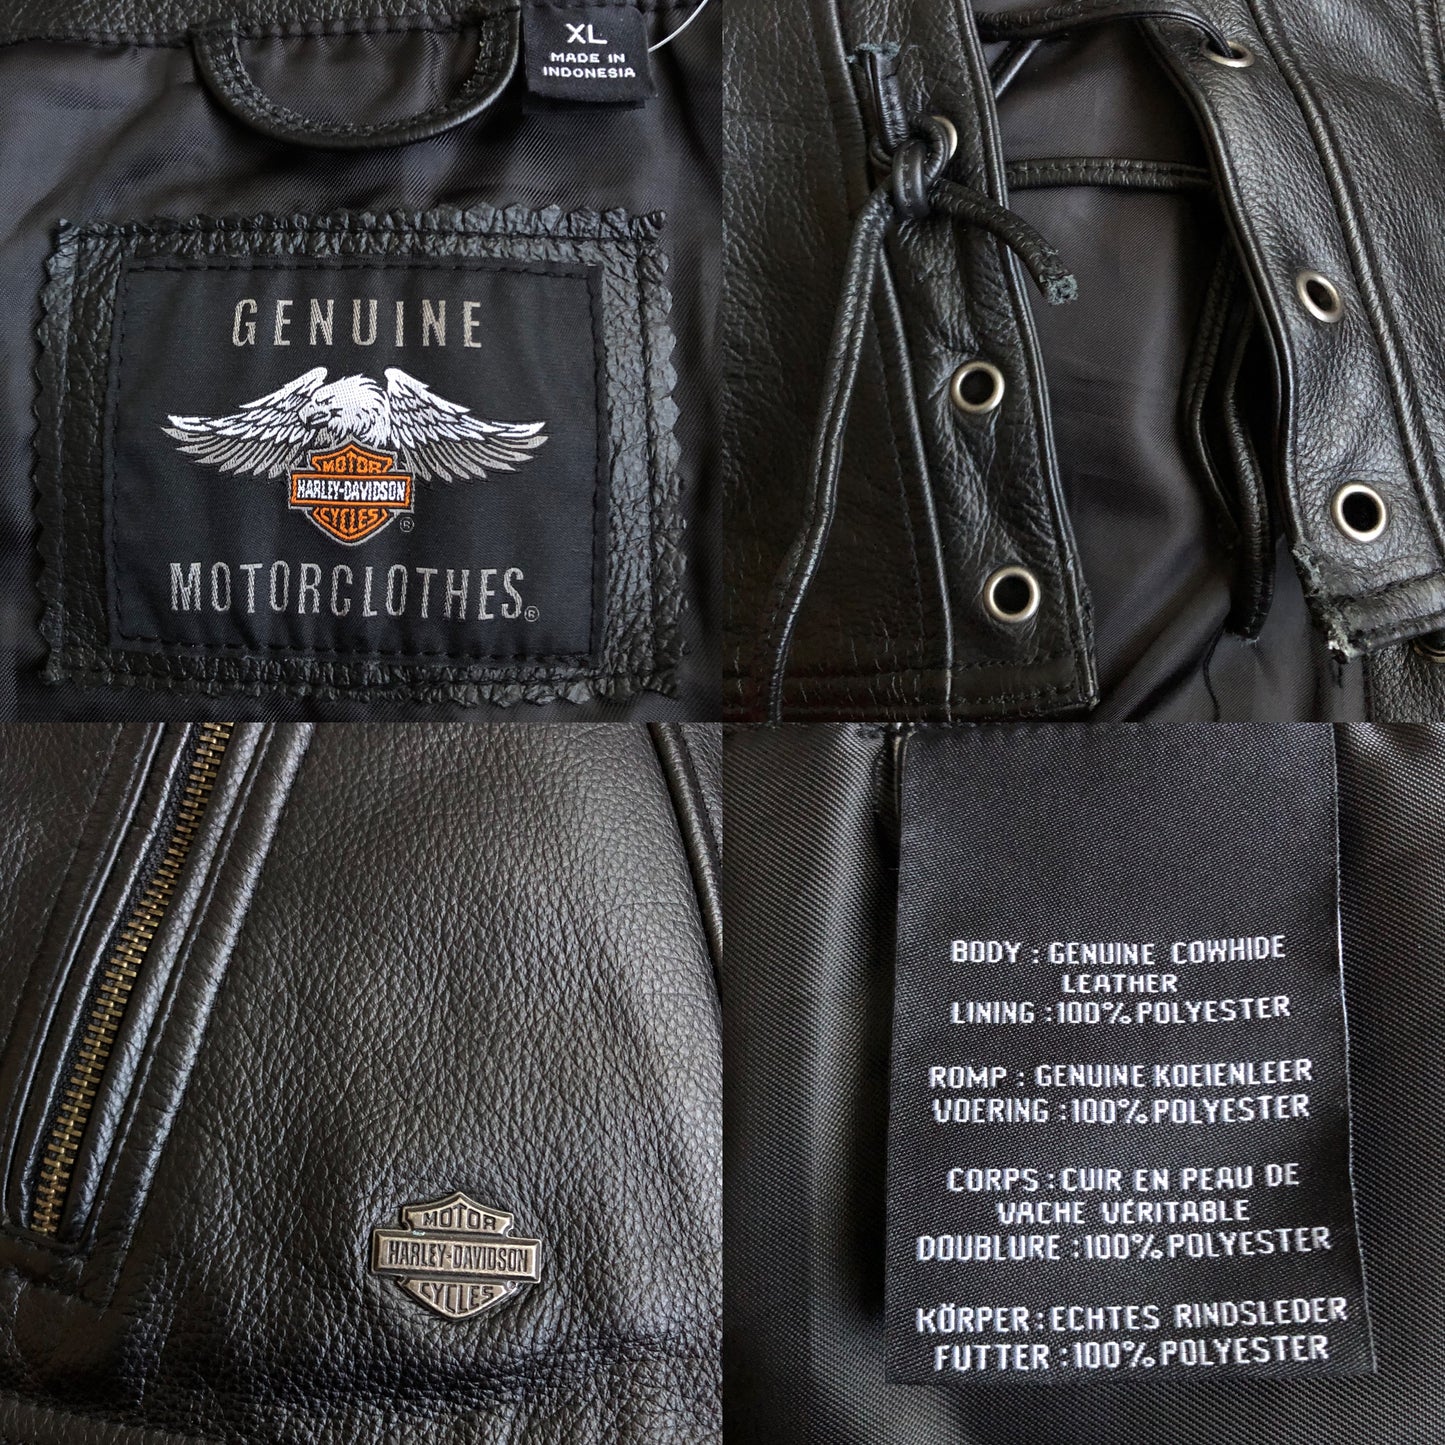 XL
MADE IN
INDONESIA
GENUINE
MOTOR
HARLEY-DAVIDSON
CYCLES
®
MOTORCLOTHES®
MOTOR
HARLEY-DAVIDSON
CYCLES
BODY : GENUINE COWHIDE
LEATHER
LINING : 100% POLYESTER
ROMP : GENUINE KOEIENLEER
VOERING : 100% POLYESTER
CORPS : CUIR EN PEAU DE
VACHE VÉRITABLE
DOUBLURE : 100% POLYESTER
KÖRPER : ECHTES RINDSLEDER
FUTTER : 100% POLYESTER